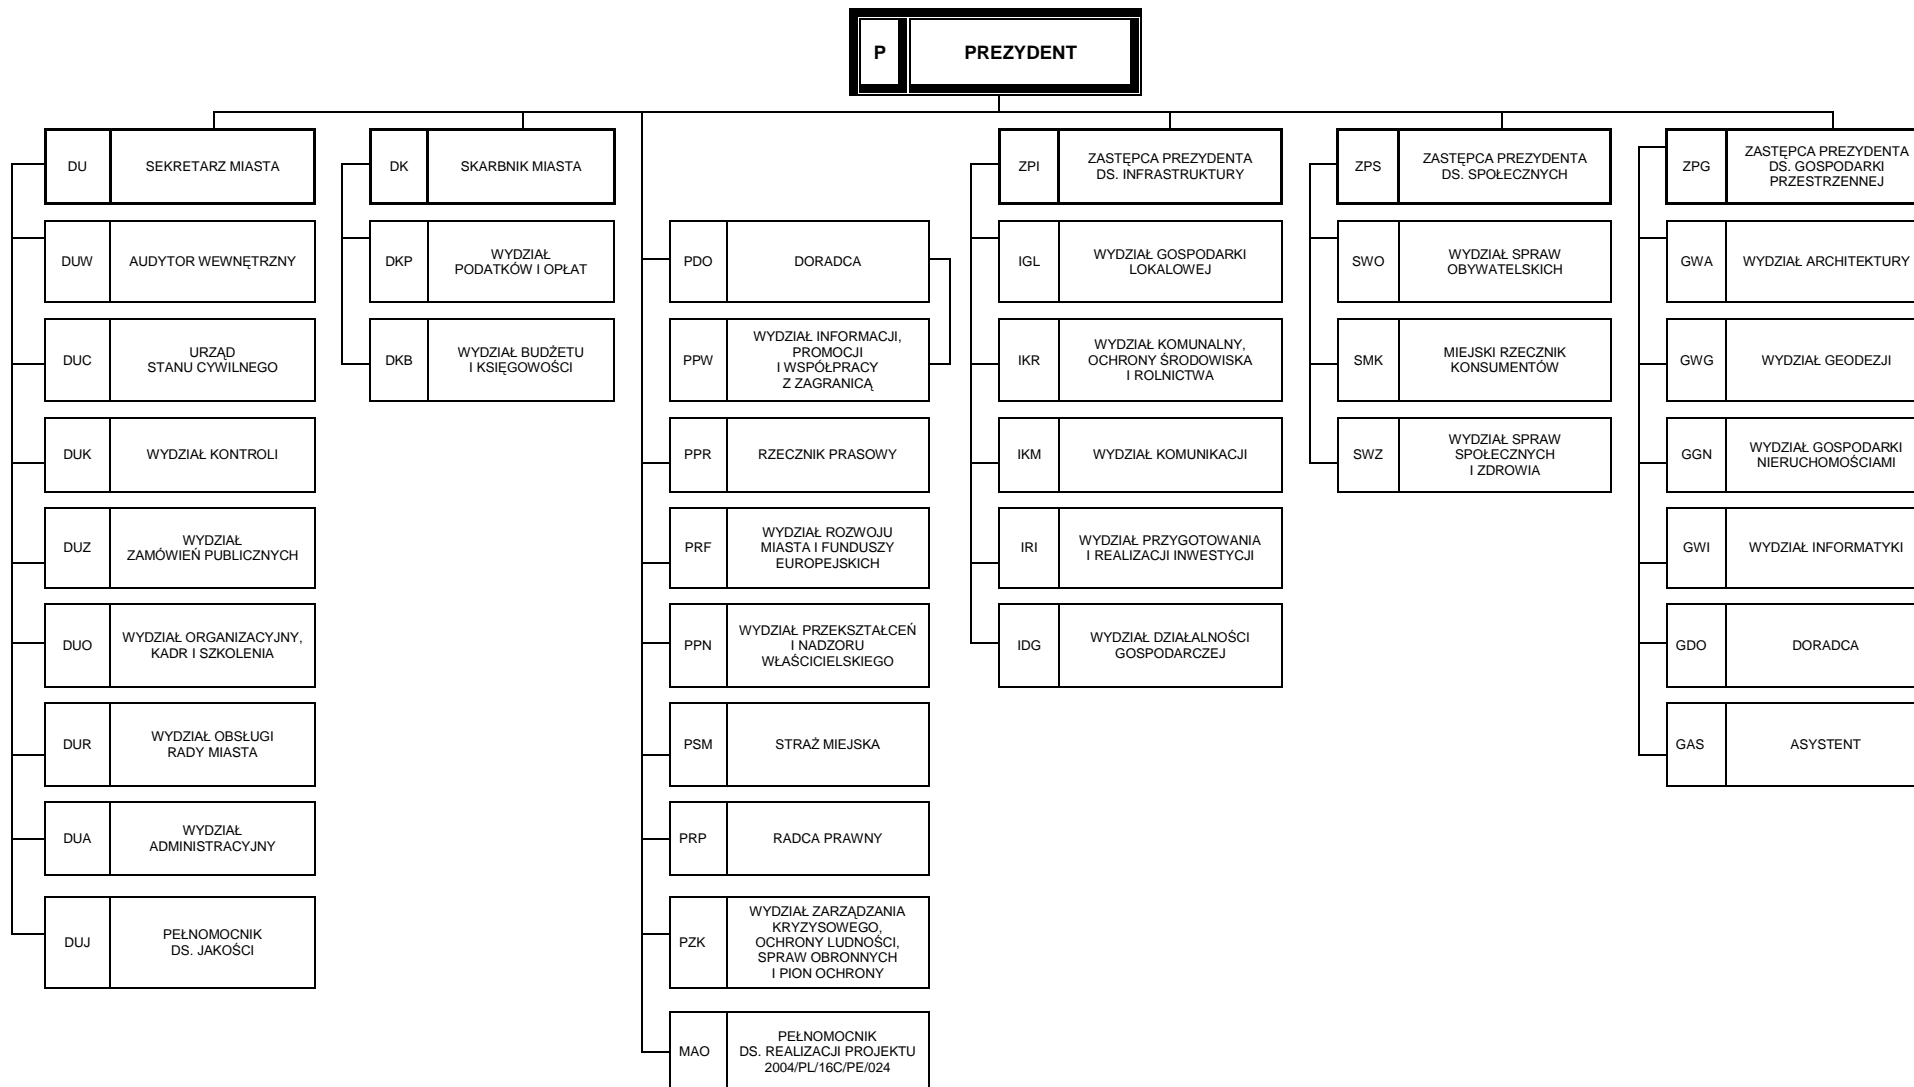 P
PREZYDENT
DU
SEKRETARZ MIASTA
DUW
AUDYTOR WEWNĘTRZNY
DUC
URZĄD
STANU CYWILNEGO
DUK
WYDZIAŁ KONTROLI
DUZ
WYDZIAŁ
ZAMÓWIEŃ PUBLICZNYCH
DUO
WYDZIAŁ ORGANIZACYJNY,
KADR I SZKOLENIA
DUR
WYDZIAŁ OBSŁUGI
RADY MIASTA
DUA
WYDZIAŁ
ADMINISTRACYJNY
DUJ
PEŁNOMOCNIK
DS. JAKOŚCI
DK
SKARBNIK MIASTA
DKP
WYDZIAŁ
PODATKÓW I OPŁAT
DKB
WYDZIAŁ BUDŻETU
I KSIĘGOWOŚCI
PDO
DORADCA
PPW
WYDZIAŁ INFORMACJI,
PROMOCJI
I WSPÓŁPRACY
Z ZAGRANICĄ
PPR
RZECZNIK PRASOWY
PRF
WYDZIAŁ ROZWOJU
MIASTA I FUNDUSZY
EUROPEJSKICH
PPN
WYDZIAŁ PRZEKSZTAŁCEŃ
I NADZORU
WŁAŚCICIELSKIEGO
PSM
STRAŻ MIEJSKA
PRP
RADCA PRAWNY
PZK
WYDZIAŁ ZARZĄDZANIA
KRYZYSOWEGO,
OCHRONY LUDNOŚCI,
SPRAW OBRONNYCH
I PION OCHRONY
MAO
PEŁNOMOCNIK
DS. REALIZACJI PROJEKTU
2004/PL/16C/PE/024
ZPI
ZASTĘPCA PREZYDENTA
DS. INFRASTRUKTURY
IGL
WYDZIAŁ GOSPODARKI
LOKALOWEJ
IKR
WYDZIAŁ KOMUNALNY,
OCHRONY ŚRODOWISKA
I ROLNICTWA
IKM
WYDZIAŁ KOMUNIKACJI
IRI
WYDZIAŁ PRZYGOTOWANIA
I REALIZACJI INWESTYCJI
IDG
WYDZIAŁ DZIAŁALNOŚCI
GOSPODARCZEJ
ZPS
ZASTĘPCA PREZYDENTA
DS. SPOŁECZNYCH
SWO
WYDZIAŁ SPRAW
OBYWATELSKICH
SMK
MIEJSKI RZECZNIK
KONSUMENTÓW
SWZ
WYDZIAŁ SPRAW
SPOŁECZNYCH
I ZDROWIA
ZPG
ZASTĘPCA PREZYDENTA
DS. GOSPODARKI
PRZESTRZENNEJ
GWA
WYDZIAŁ ARCHITEKTURY
GWG
WYDZIAŁ GEODEZJI
GGN
WYDZIAŁ GOSPODARKI
NIERUCHOMOŚCIAMI
GWI
WYDZIAŁ INFORMATYKI
GDO
DORADCA
GAS
ASYSTENT